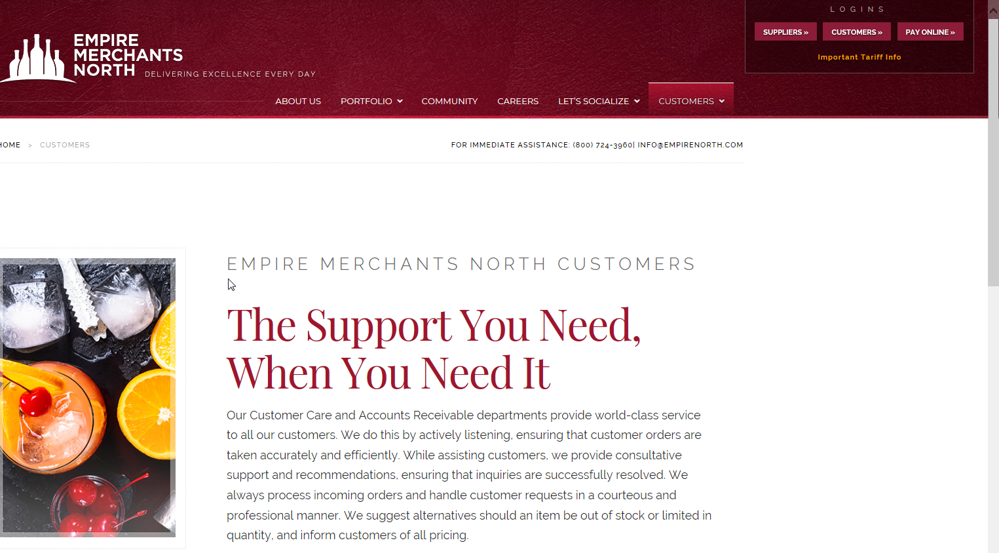 LOGINS
SUPPLIERS »
CUSTOMERS »
PAY ONLINE »
Important Tariff Info
EMPIRE
MERCHANTS
NORTH
DELIVERING EXCELLENCE EVERY DAY
ABOUT US
PORTFOLIO
COMMUNITY
CAREERS
LET'S SOCIALIZE
CUSTOMERS
HOME > CUSTOMERS
FOR IMMEDIATE ASSISTANCE: (800) 724-3960| INFO@EMPIRENORTH.COM
EMPIRE MERCHANTS NORTH CUSTOMERS
The Support You Need,
When You Need It
Our Customer Care and Accounts Receivable departments provide world-class service
to all our customers. We do this by actively listening, ensuring that customer orders are
taken accurately and efficiently. While assisting customers, we provide consultative
support and recommendations, ensuring that inquiries are successfully resolved. We
always process incoming orders and handle customer requests in a courteous and
professional manner. We suggest alternatives should an item be out of stock or limited in
quantity, and inform customers of all pricing.